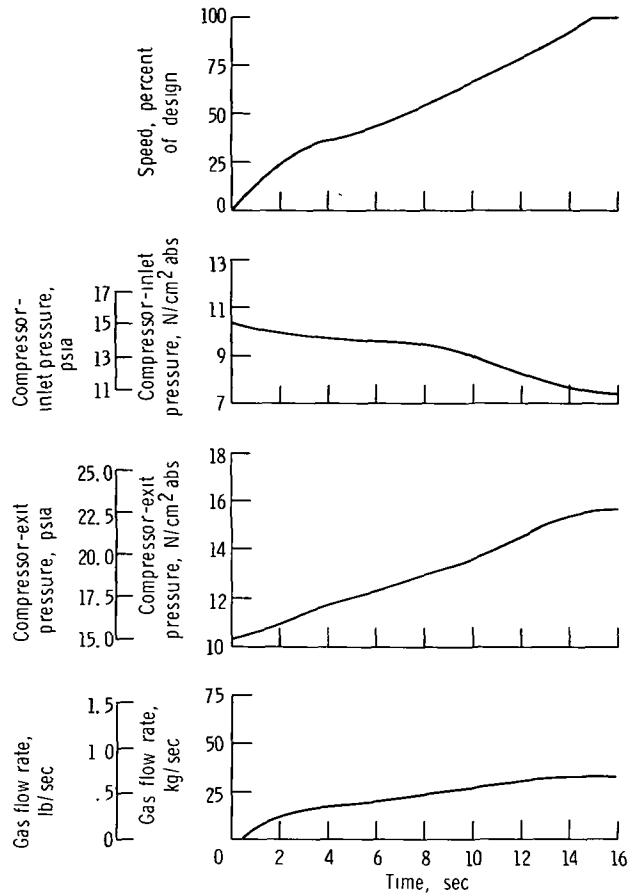 Speed, percent
of design
100
75
50
25
0
Compressor-
inlet pressure,
psia
17
15
13
11
Compressor-inlet
pressure, N/cm2 abs
13
11
9
7
Compressor-exit
pressure, psia
25.0
22.5
20.0
17.5
15.0
Compressor-exit
pressure, N/cm2 abs
18
16
14
12
10
Gas flow rate,
lb/sec
1.5
1 0
.5
0
Gas flow rate,
kg/sec
75
50
25
0 2 4 6 8 10 12 14 16
Time, sec